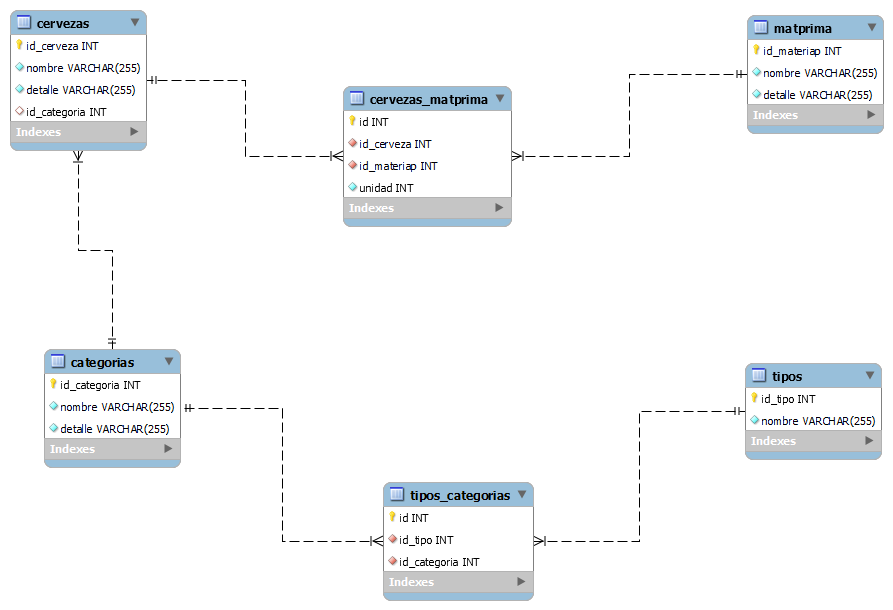 cervezas
id_cerveza INT
nombre VARCHAR(255)
detalle VARCHAR(255)
id_categoria INT
Indexes
cervezas_matprima
id INT
id_cerveza INT
id_materiap INT
unidad INT
Indexes
matprima
id_materiap INT
nombre VARCHAR(255)
detalle VARCHAR(255)
Indexes
categorias
id_categoria INT
nombre VARCHAR(255)
detalle VARCHAR(255)
Indexes
tipos_categorias
id INT
id_tipo INT
id_categoria INT
Indexes
tipos
id_tipo INT
nombre VARCHAR(255)
Indexes